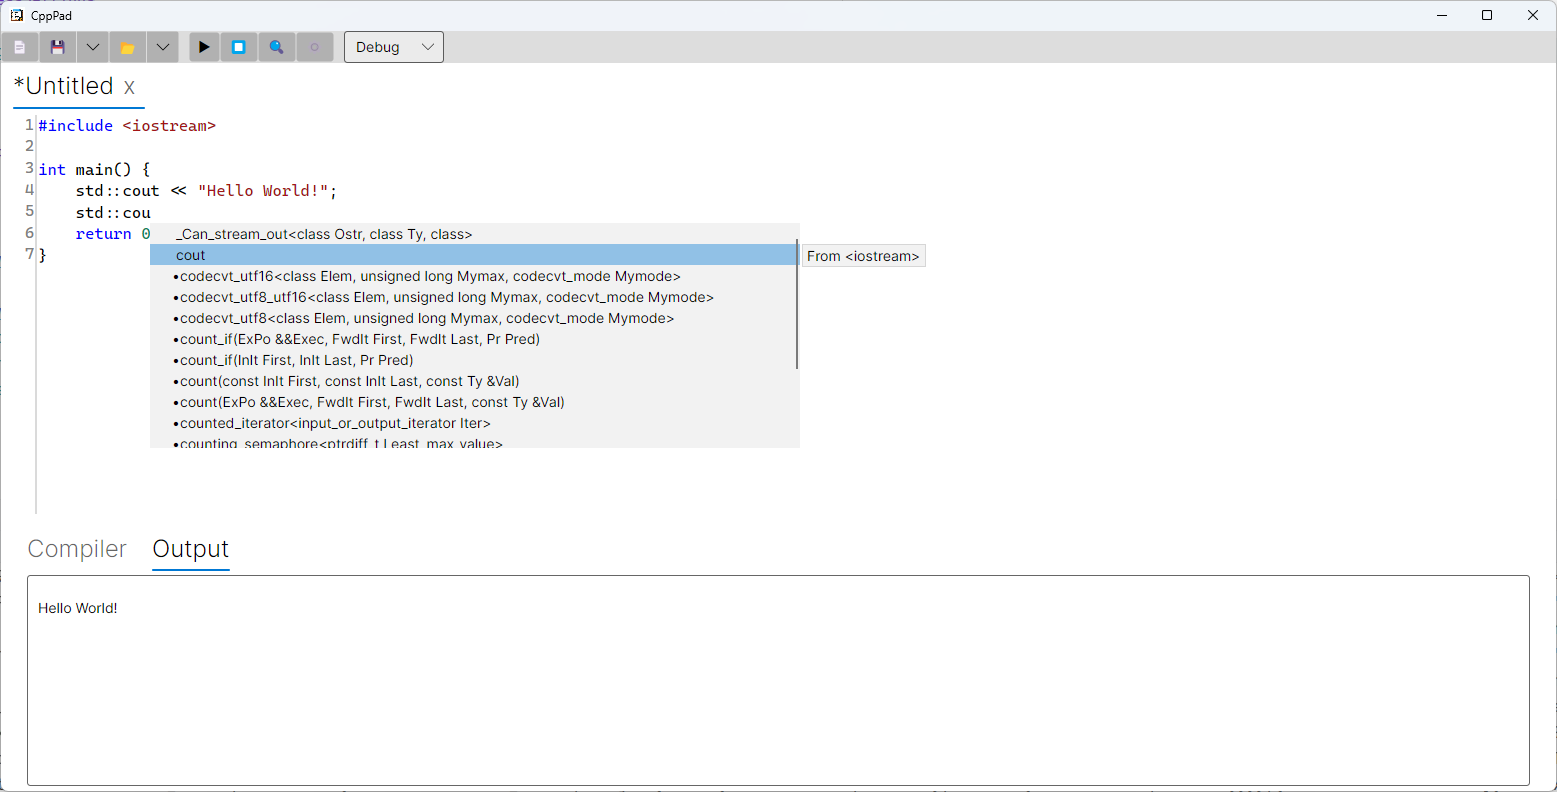 CppPad
Debug
*Untitled x
1 #include <iostream>
2
3 int main() {
4 std::cout << "Hello World!";
5 std::cou
6 return 0
7 }
_Can_stream_out<class Ostr, class Ty, class>
cout
From <iostream>
•codecvt_utf16<class Elem, unsigned long Mymax, codecvt_mode Mymode>
•codecvt_utf8_utf16<class Elem, unsigned long Mymax, codecvt_mode Mymode>
•codecvt_utf8<class Elem, unsigned long Mymax, codecvt_mode Mymode>
•count_if(ExPo &&Exec, FwdIt First, FwdIt Last, Pr Pred)
•count_if(InIt First, InIt Last, Pr Pred)
•count(const InIt First, const InIt Last, const Ty &Val)
•count(ExPo &&Exec, FwdIt First, FwdIt Last, const Ty &Val)
•counted_iterator<input_or_output_iterator Iter>
•counting_semaphore<ptrdiff_t Least_max_value>
Compiler Output
Hello World!